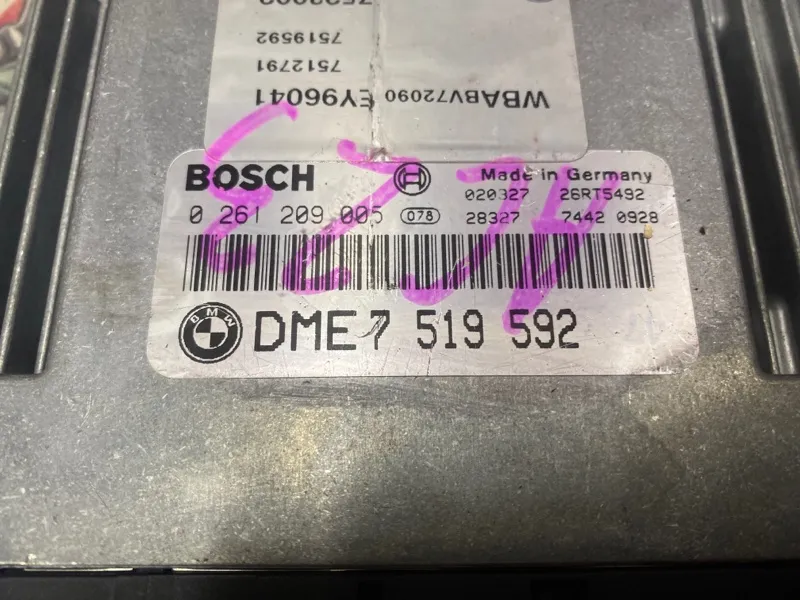 7519592
7512791
WBABV72090 EY96041
BOSCH Made in Germany
020327 26RT5492
0 261 209 005 078 28327 7442 0928
BMW DME 7 519 592